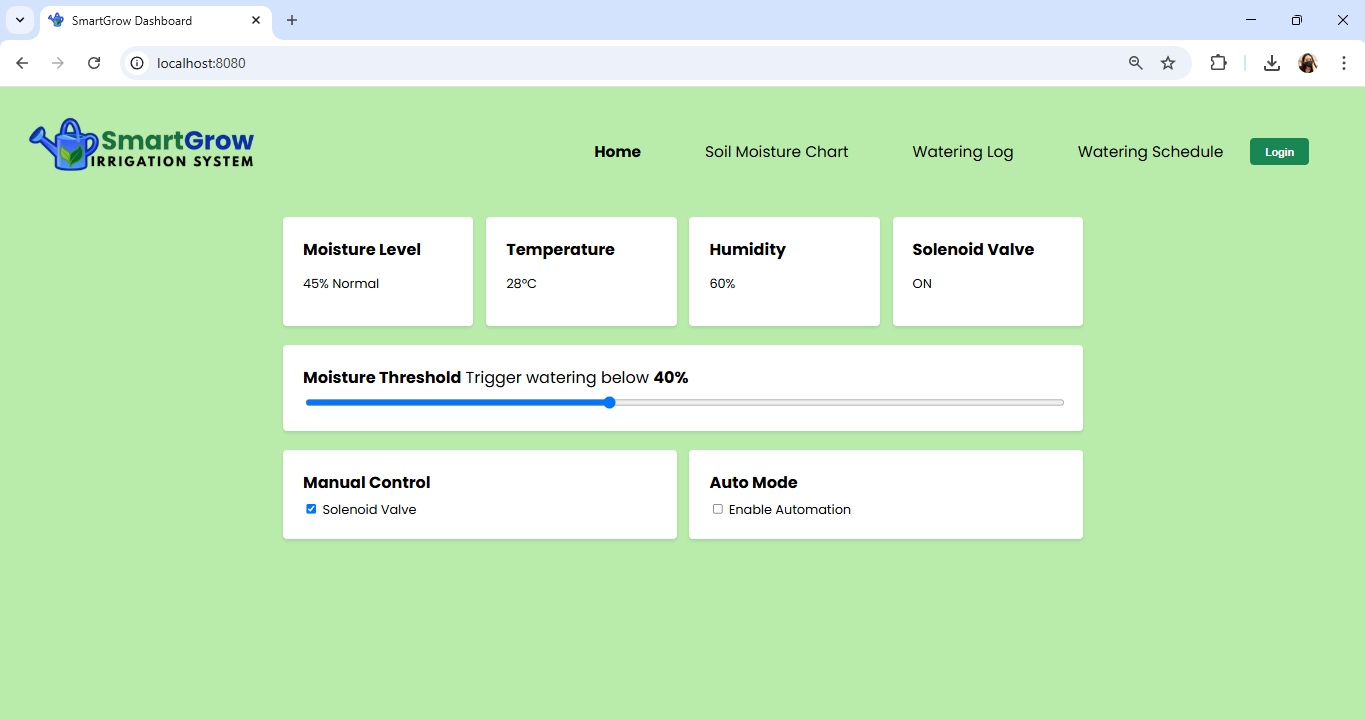 SmartGrow Dashboard
localhost:8080
SmartGrow
IRRIGATION SYSTEM
Home Soil Moisture Chart Watering Log Watering Schedule Login
Moisture Level Temperature Humidity Solenoid Valve
45% Normal 28°C 60% ON
Moisture Threshold Trigger watering below 40%
Manual Control Auto Mode
Solenoid Valve Enable Automation